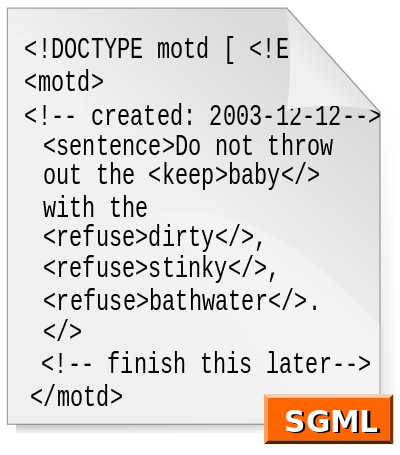 <!DOCTYPE motd [ <!E
<motd>
<!-- created: 2003-12-12-->
<sentence>Do not throw
out the <keep>baby</>
with the
<refuse>dirty</>,
<refuse>stinky</>,
<refuse>bathwater</>.
</>
<!-- finish this later-->
</motd>
SGML